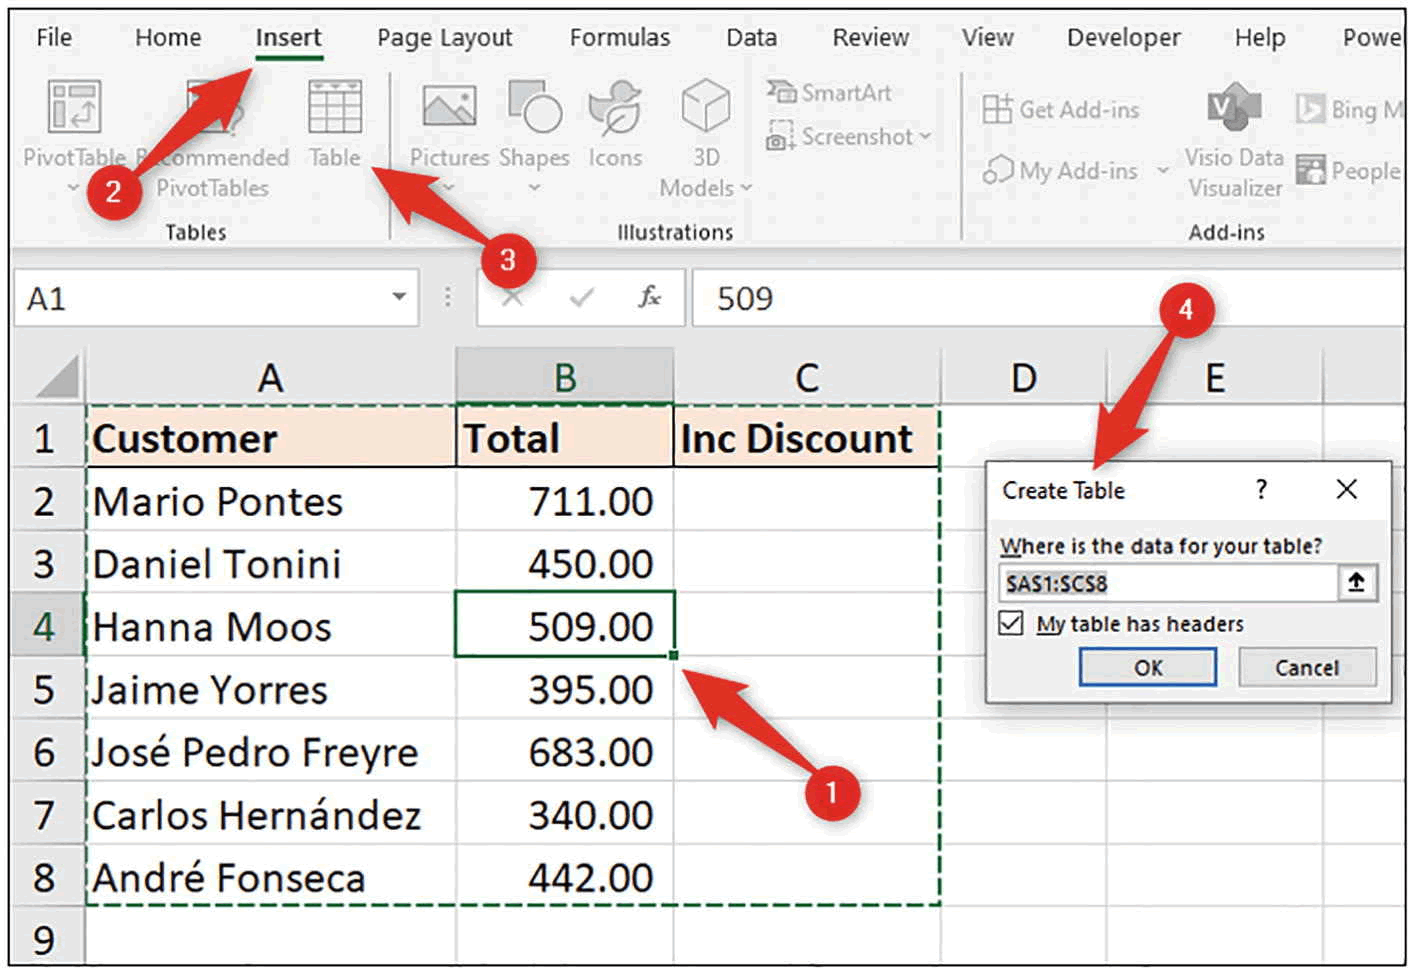 File Home Insert Page Layout Formulas Data Review View Developer Help
PivotTable
PivotTables
Table
Pictures Shapes Icons
3D
Models
SmartArt
Screenshot
Get Add-ins
My Add-ins
Visio Data
Visualizer
Bing
People
2
Tables
3
Illustrations
Add-ins
A1
fx
509
4
A B C D E
1 Customer Total Inc Discount
2 Mario Pontes 711.00
3 Daniel Tonini 450.00
4 Hanna Moos 509.00
5 Jaime Yorres 395.00
6 José Pedro Freyre 683.00
7 Carlos Hernández 340.00
8 André Fonseca 442.00
9
1
Create Table ?
Where is the data for your table?
$A$1:$C$8
My table has headers
OK Cancel